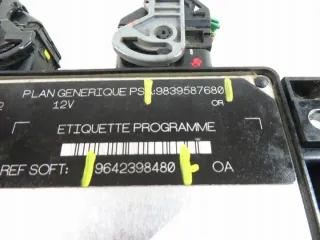 PLAN GENERIQUE PSA:9839587680
12V OR
ETIQUETTE PROGRAMME
REF SOFT: 9642398480 OA